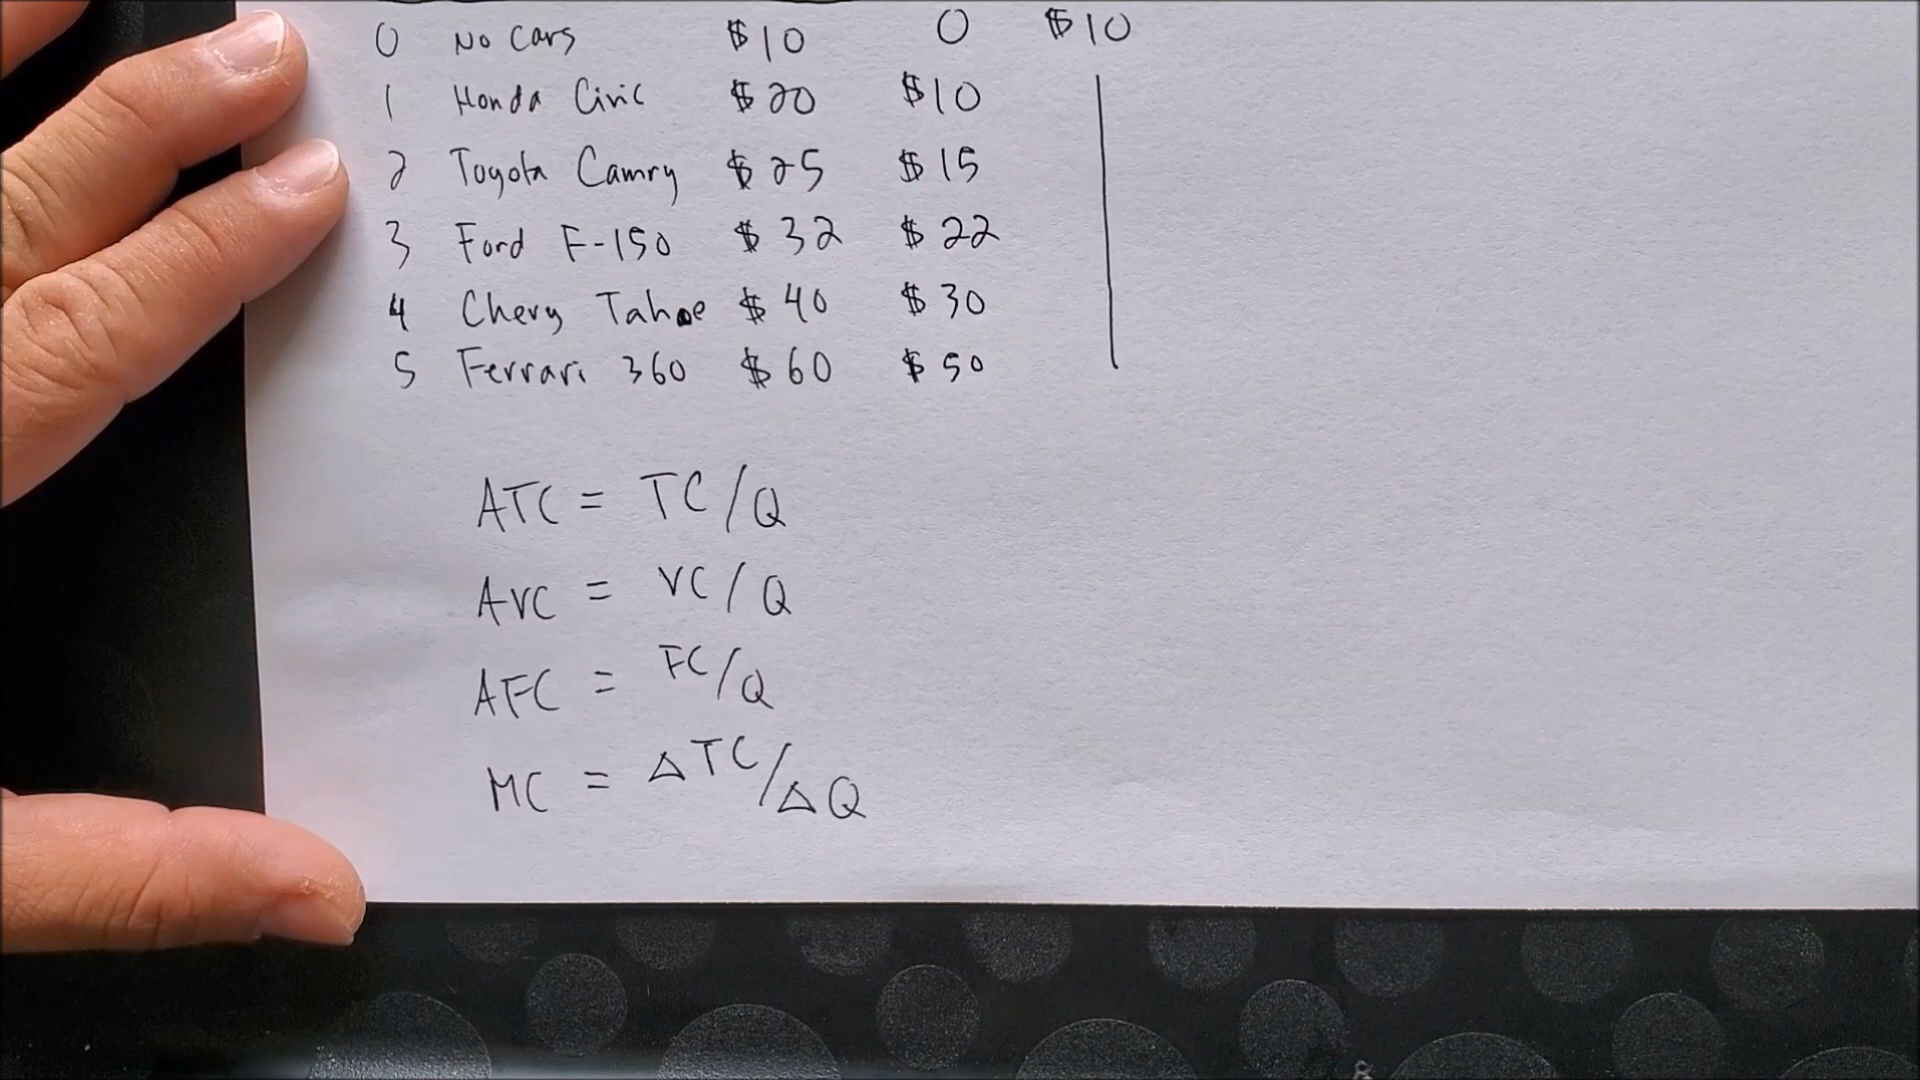 0 No Cars $10 0 $10
1 Honda Civic $20 $10
2 Toyota Camry $25 $15
3 Ford F-150 $32 $22
4 Chevy Tahoe $40 $30
5 Ferrari 360 $60 $50
ATC = TC/Q
AVC = VC/Q
AFC = FC/Q
MC = ΔTC/ΔQ